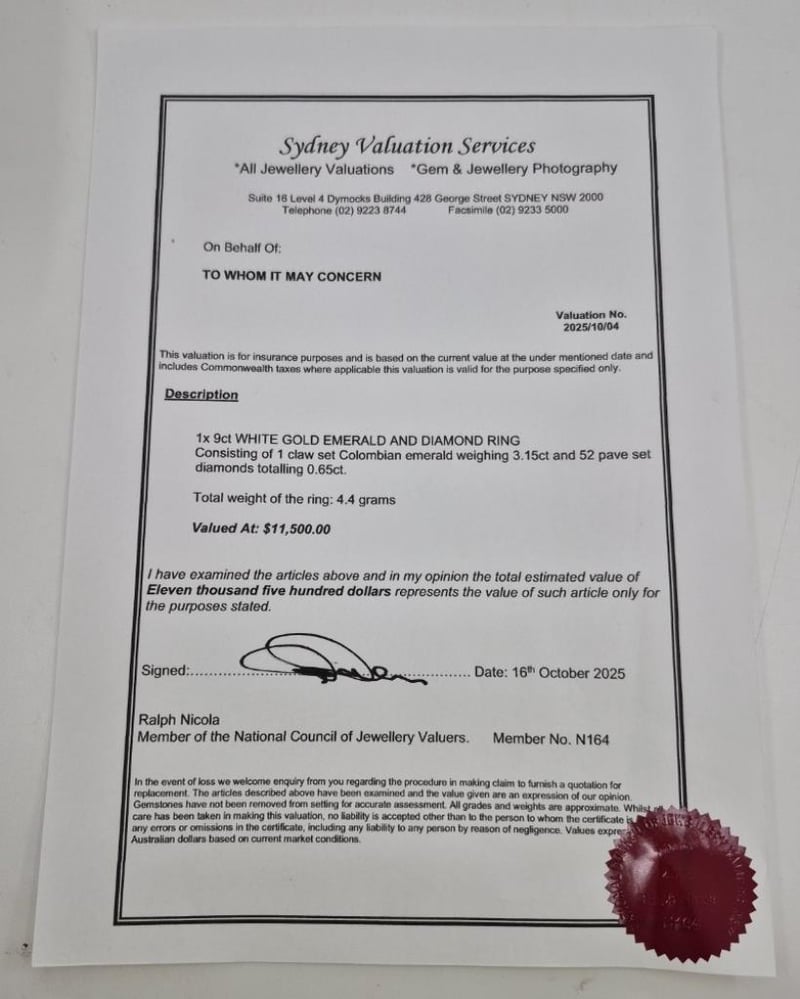 Sydney Valuation Services
*All Jewellery Valuations *Gem & Jewellery Photography
Suite 16 Level 4 Dymocks Building 428 George Street SYDNEY NSW 2000
Telephone (02) 9223 8744 Facsimile (02) 9233 5000
On Behalf Of:
TO WHOM IT MAY CONCERN
Valuation No.
2025/10/04
This valuation is for insurance purposes and is based on the current value at the under mentioned date and
includes Commonwealth taxes where applicable this valuation is valid for the purpose specified only.
Description
1x 9ct WHITE GOLD EMERALD AND DIAMOND RING
Consisting of 1 claw set Colombian emerald weighing 3.15ct and 52 pave set
diamonds totalling 0.65ct.
Total weight of the ring: 4.4 grams
Valued At: $11,500.00
I have examined the articles above and in my opinion the total estimated value of
Eleven thousand five hundred dollars represents the value of such article only for
the purposes stated.
Signed:.................................................. Date: 16th October 2025
Ralph Nicola
Member of the National Council of Jewellery Valuers. Member No. N164
In the event of loss we welcome enquiry from you regarding the procedure in making claim to furnish a quotation for
replacement. The articles described above have been examined and the value given are an expression of our opinion.
Gemstones have not been removed from setting for accurate assessment. All grades and weights are approximate. Whilst
care has been taken in making this valuation, no liability is accepted other than to the person to whom the certificate is
any errors or omissions in the certificate, including any liability to any person by reason of negligence. Values
Australian dollars based on current market conditions.